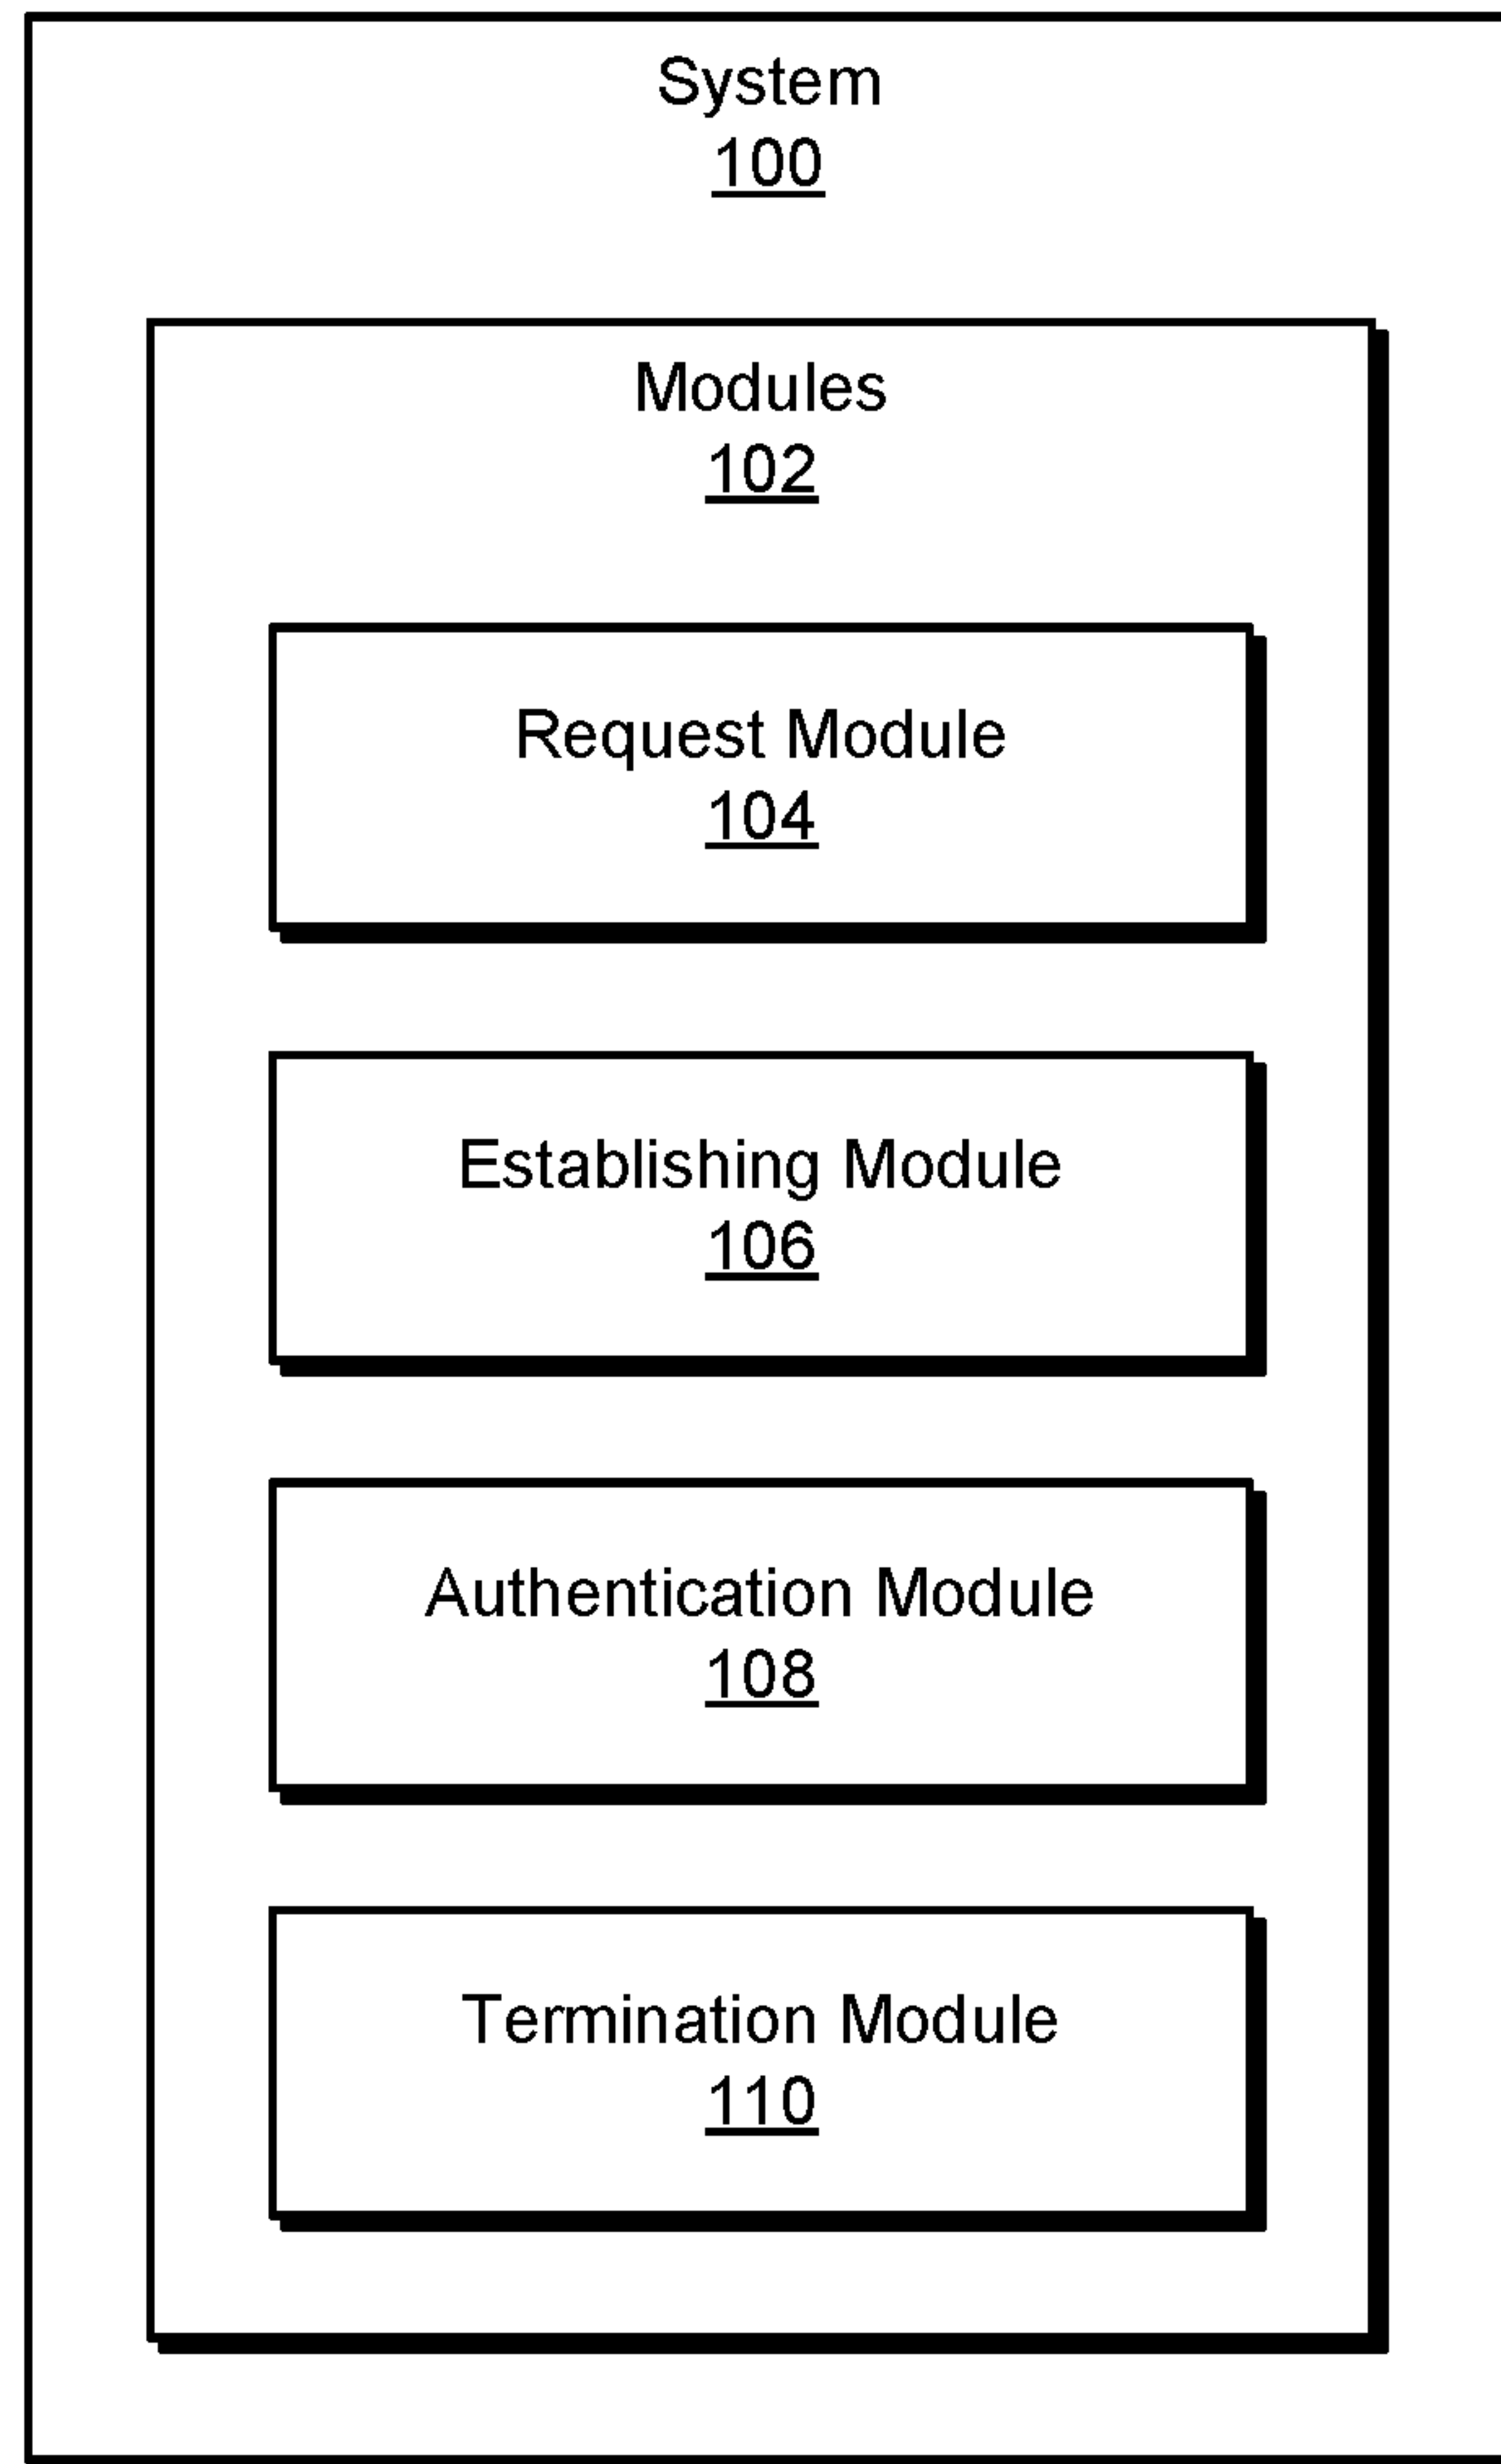 System
100
Modules
102
Request Module
104
Establishing Module
106
Authentication Module
108
Termination Module
110